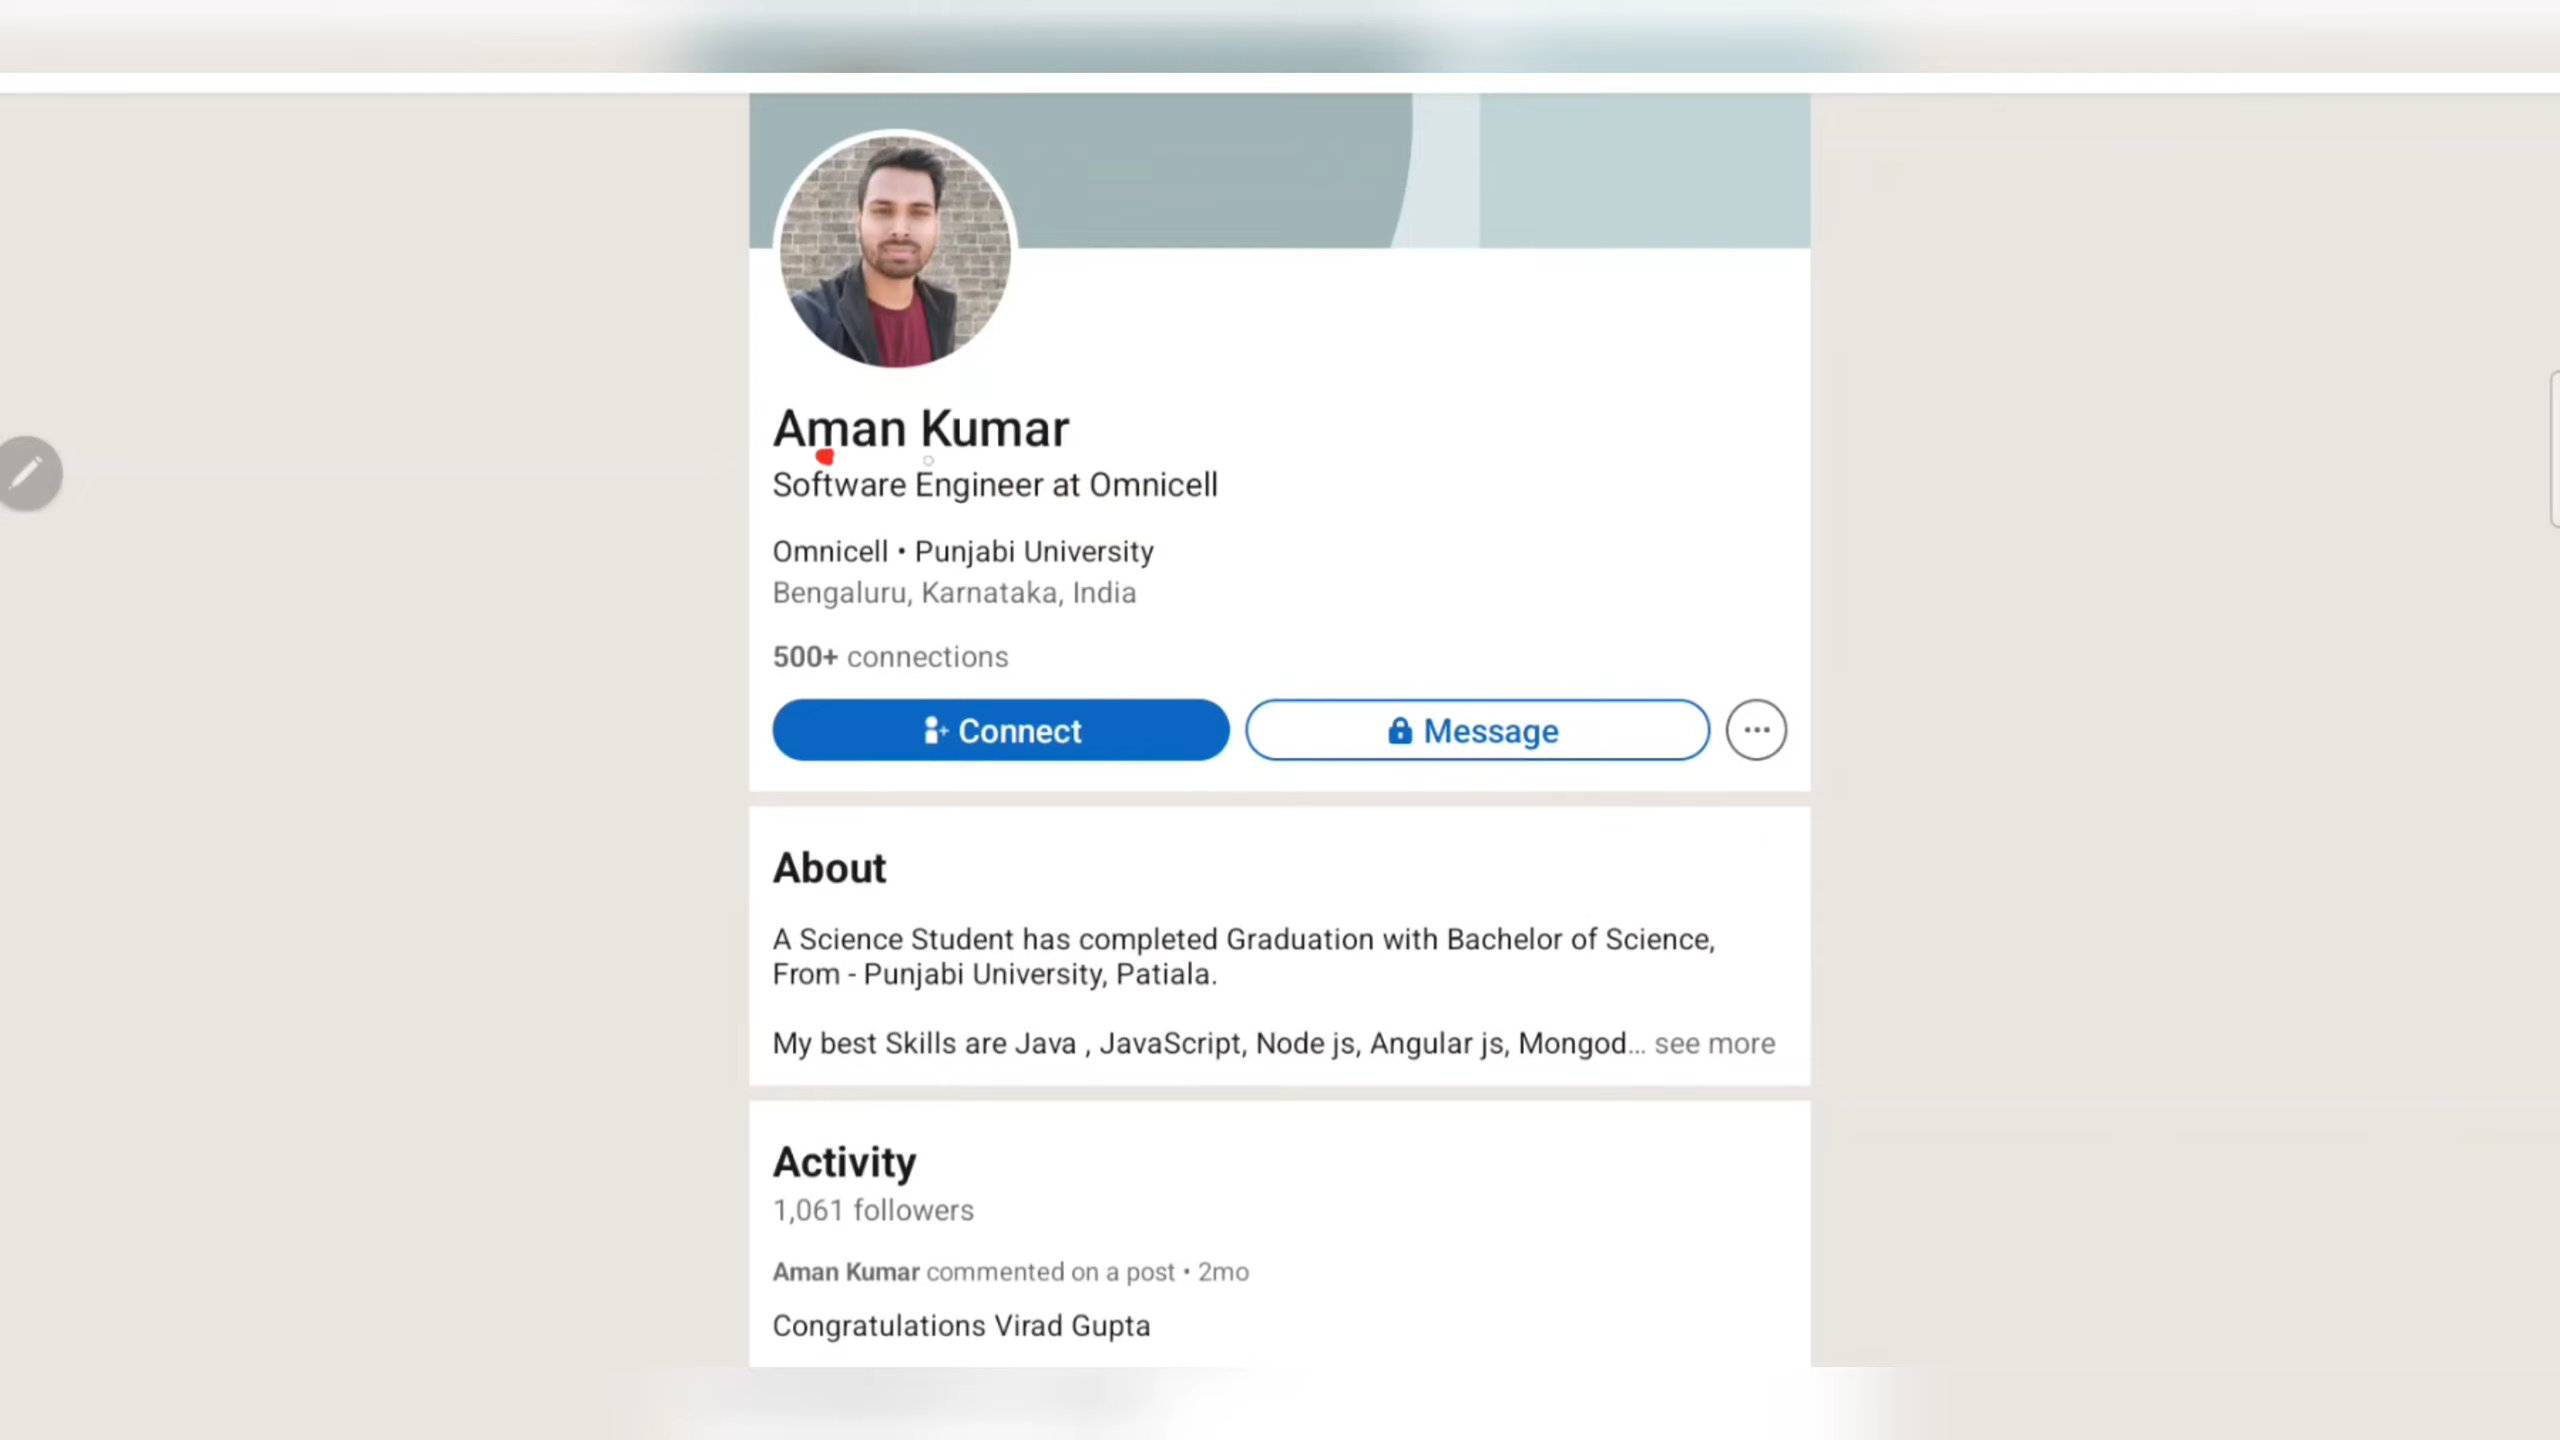 Aman Kumar
Software Engineer at Omnicell
Omnicell • Punjabi University
Bengaluru, Karnataka, India
500+ connections
Connect
Message
About
A Science Student has completed Graduation with Bachelor of Science,
From - Punjabi University, Patiala.
My best Skills are Java , JavaScript, Node js, Angular js, Mongod... see more
Activity
1,061 followers
Aman Kumar commented on a post • 2mo
Congratulations Virad Gupta